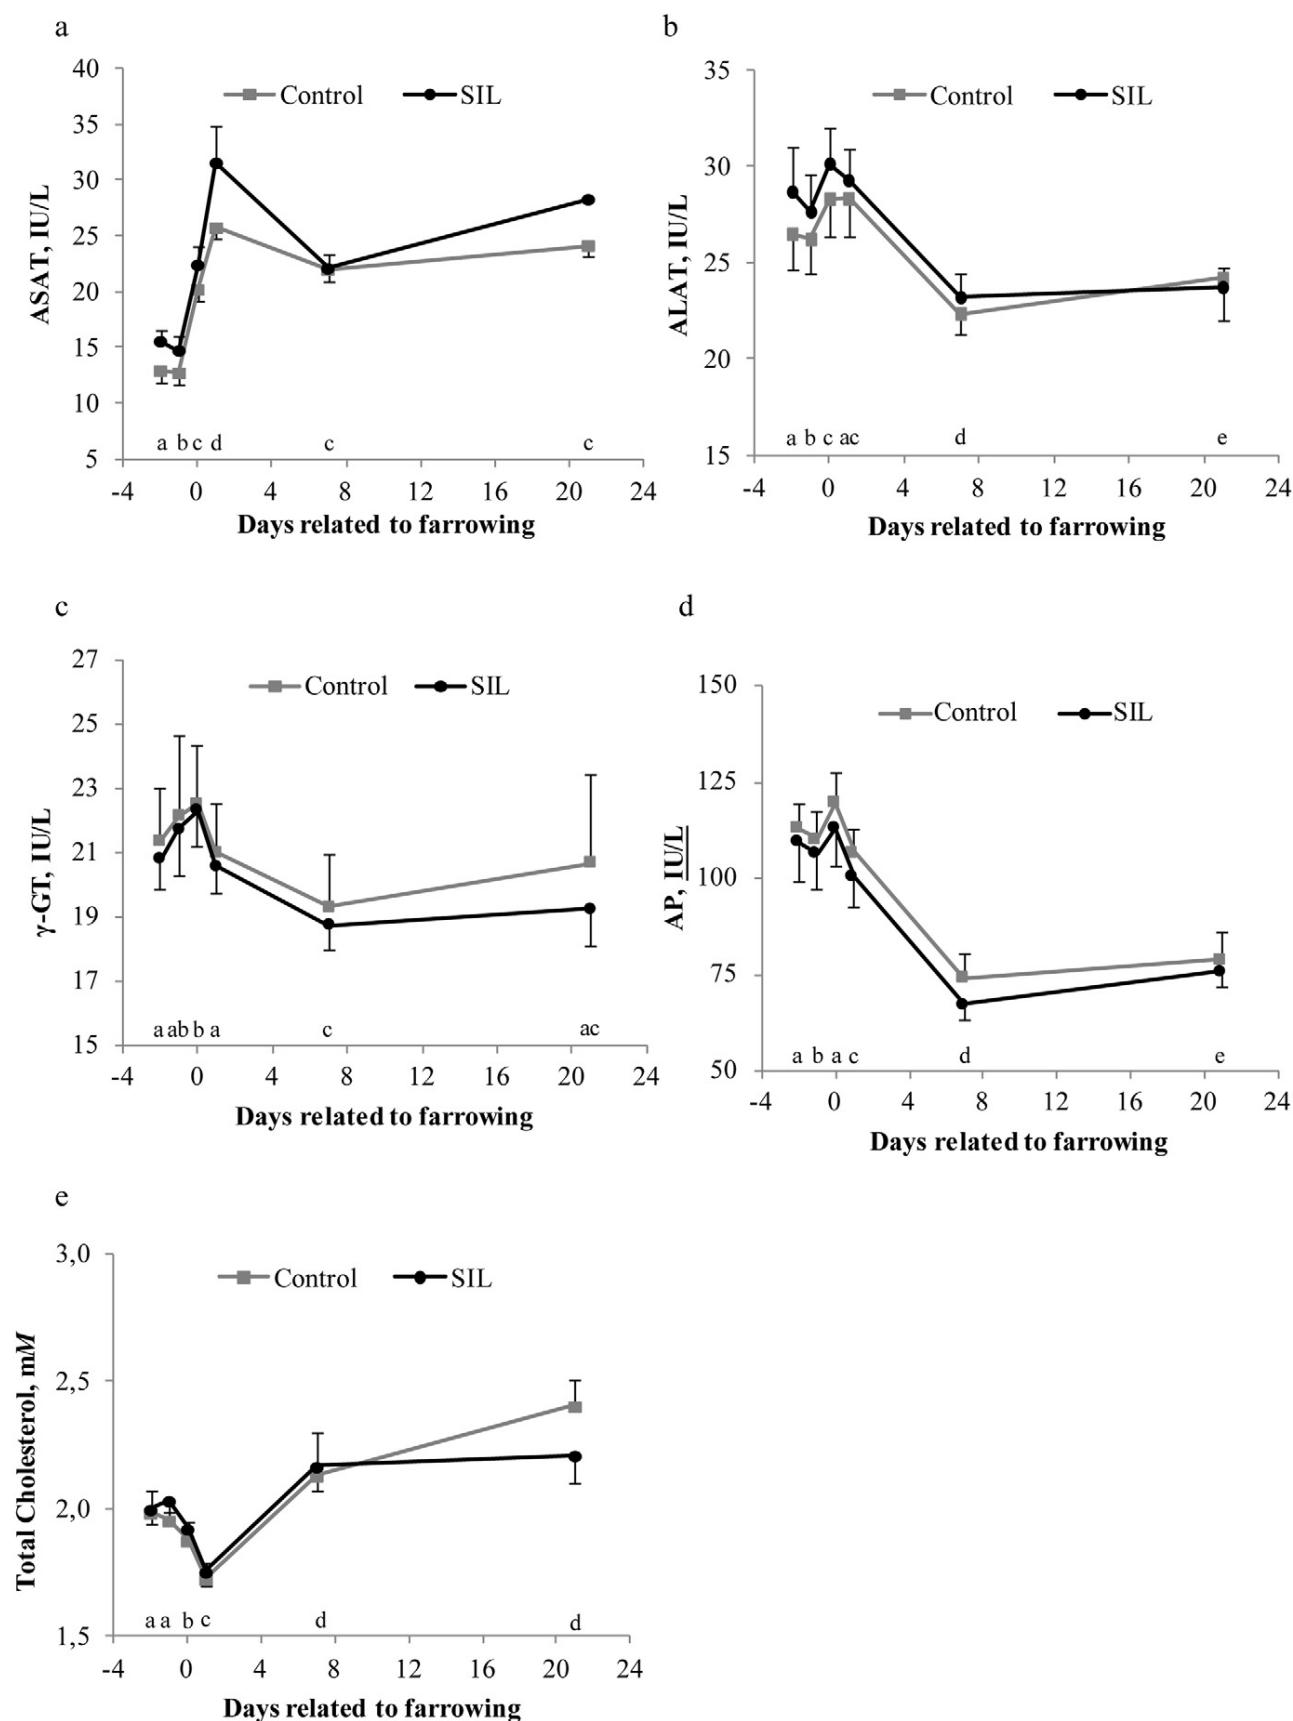 a
40
35
30
25
20
15
10
5
ASAT, IU/L
Control SIL
a b c d c c
-4 0 4 8 12 16 20 24
Days related to farrowing
b
35
30
25
20
15
ALAT, IU/L
Control SIL
a b c ac d e
-4 0 4 8 12 16 20 24
Days related to farrowing
c
27
25
23
21
19
17
15
γ-GT, IU/L
Control SIL
a ab b a c ac
-4 0 4 8 12 16 20 24
Days related to farrowing
d
150
125
100
75
50
AP, IU/L
Control SIL
a b a c d e
-4 0 4 8 12 16 20 24
Days related to farrowing
e
3,0
2,5
2,0
1,5
Total Cholesterol, mM
Control SIL
a a b c d d
-4 0 4 8 12 16 20 24
Days related to farrowing